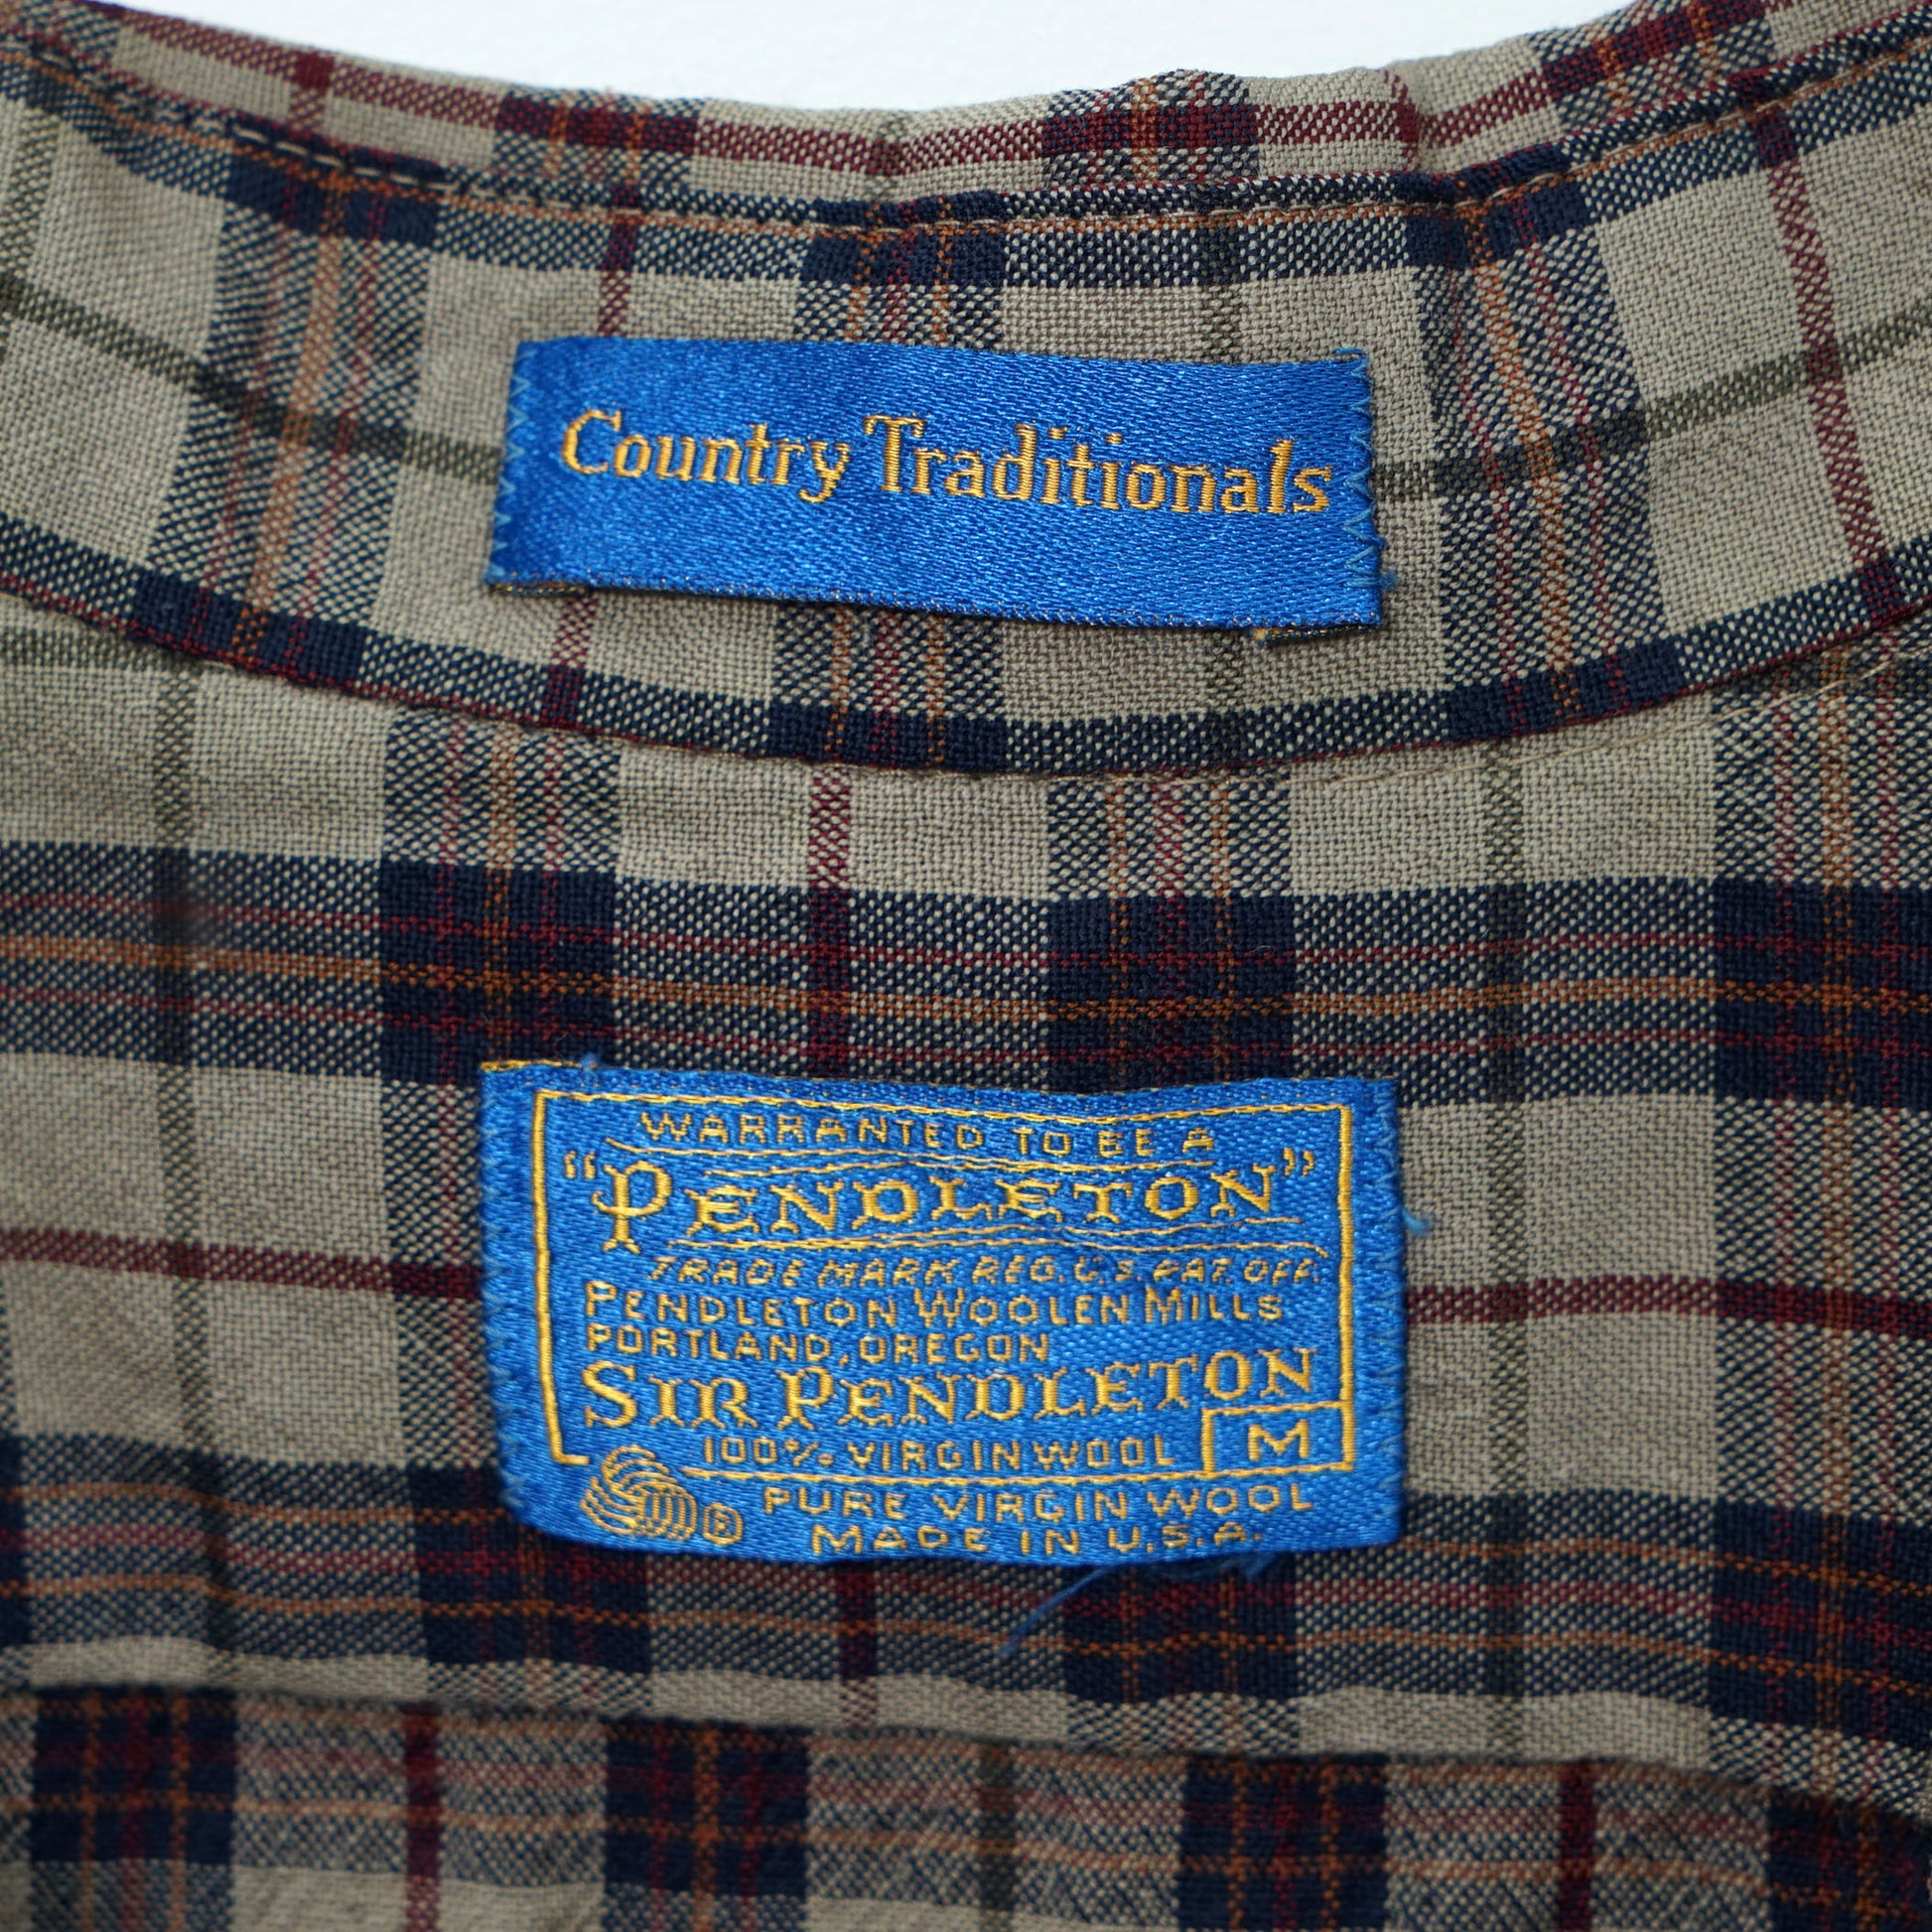 Country Traditionals
WARRANTED TO BE A
"PENDLETON"
TRADE MARK REG. U.S. PAT. OFF.
PENDLETON WOOLEN MILLS
PORTLAND, OREGON
SIR PENDLETON
100% VIRGIN WOOL M
PURE VIRGIN WOOL
MADE IN U.S.A.